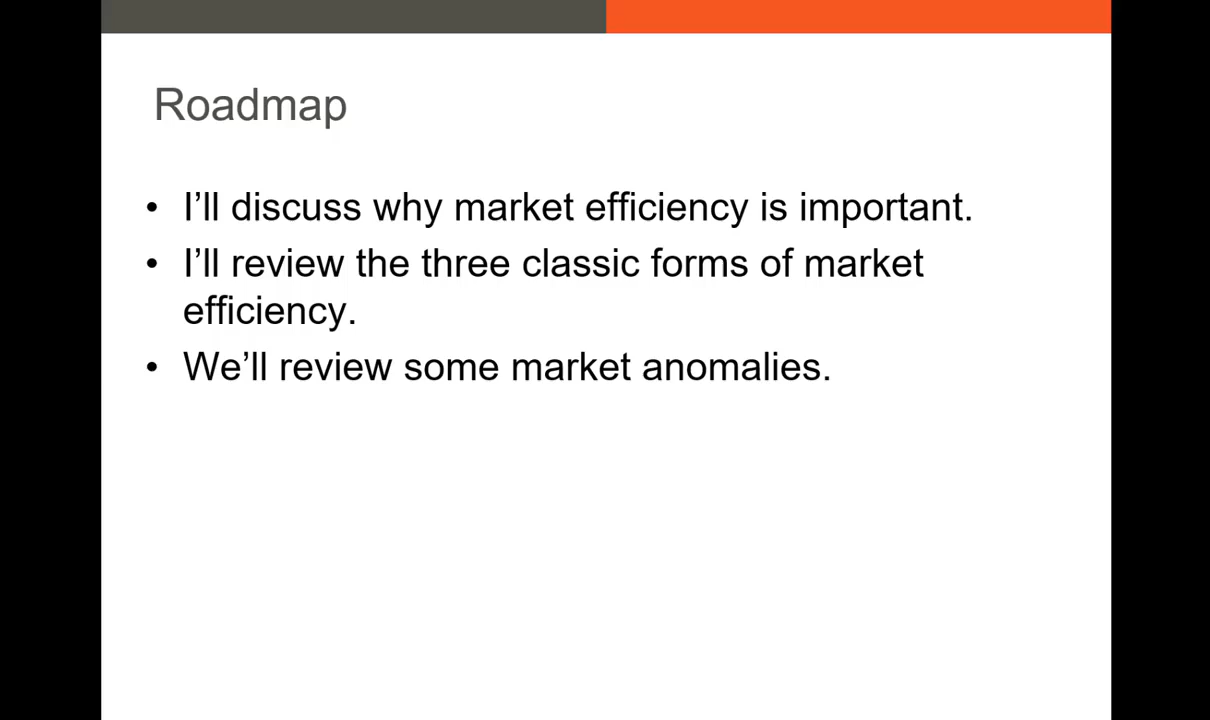 Roadmap
• I’ll discuss why market efficiency is important.
• I’ll review the three classic forms of market
efficiency.
• We’ll review some market anomalies.